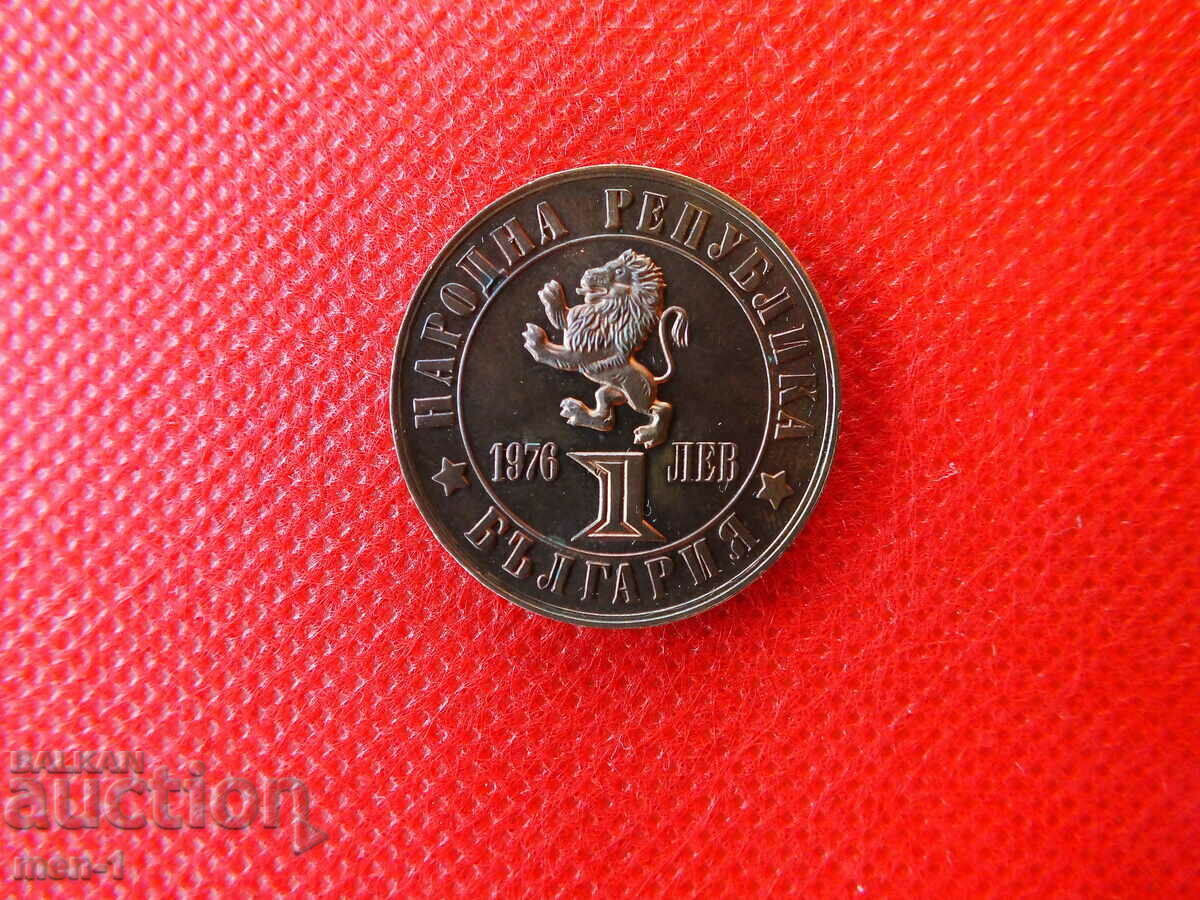 НАРОДНА РЕПУБЛИКА
1976 1 ЛЕВ
БЪЛГАРИЯ
BALKAN
auction
men-1